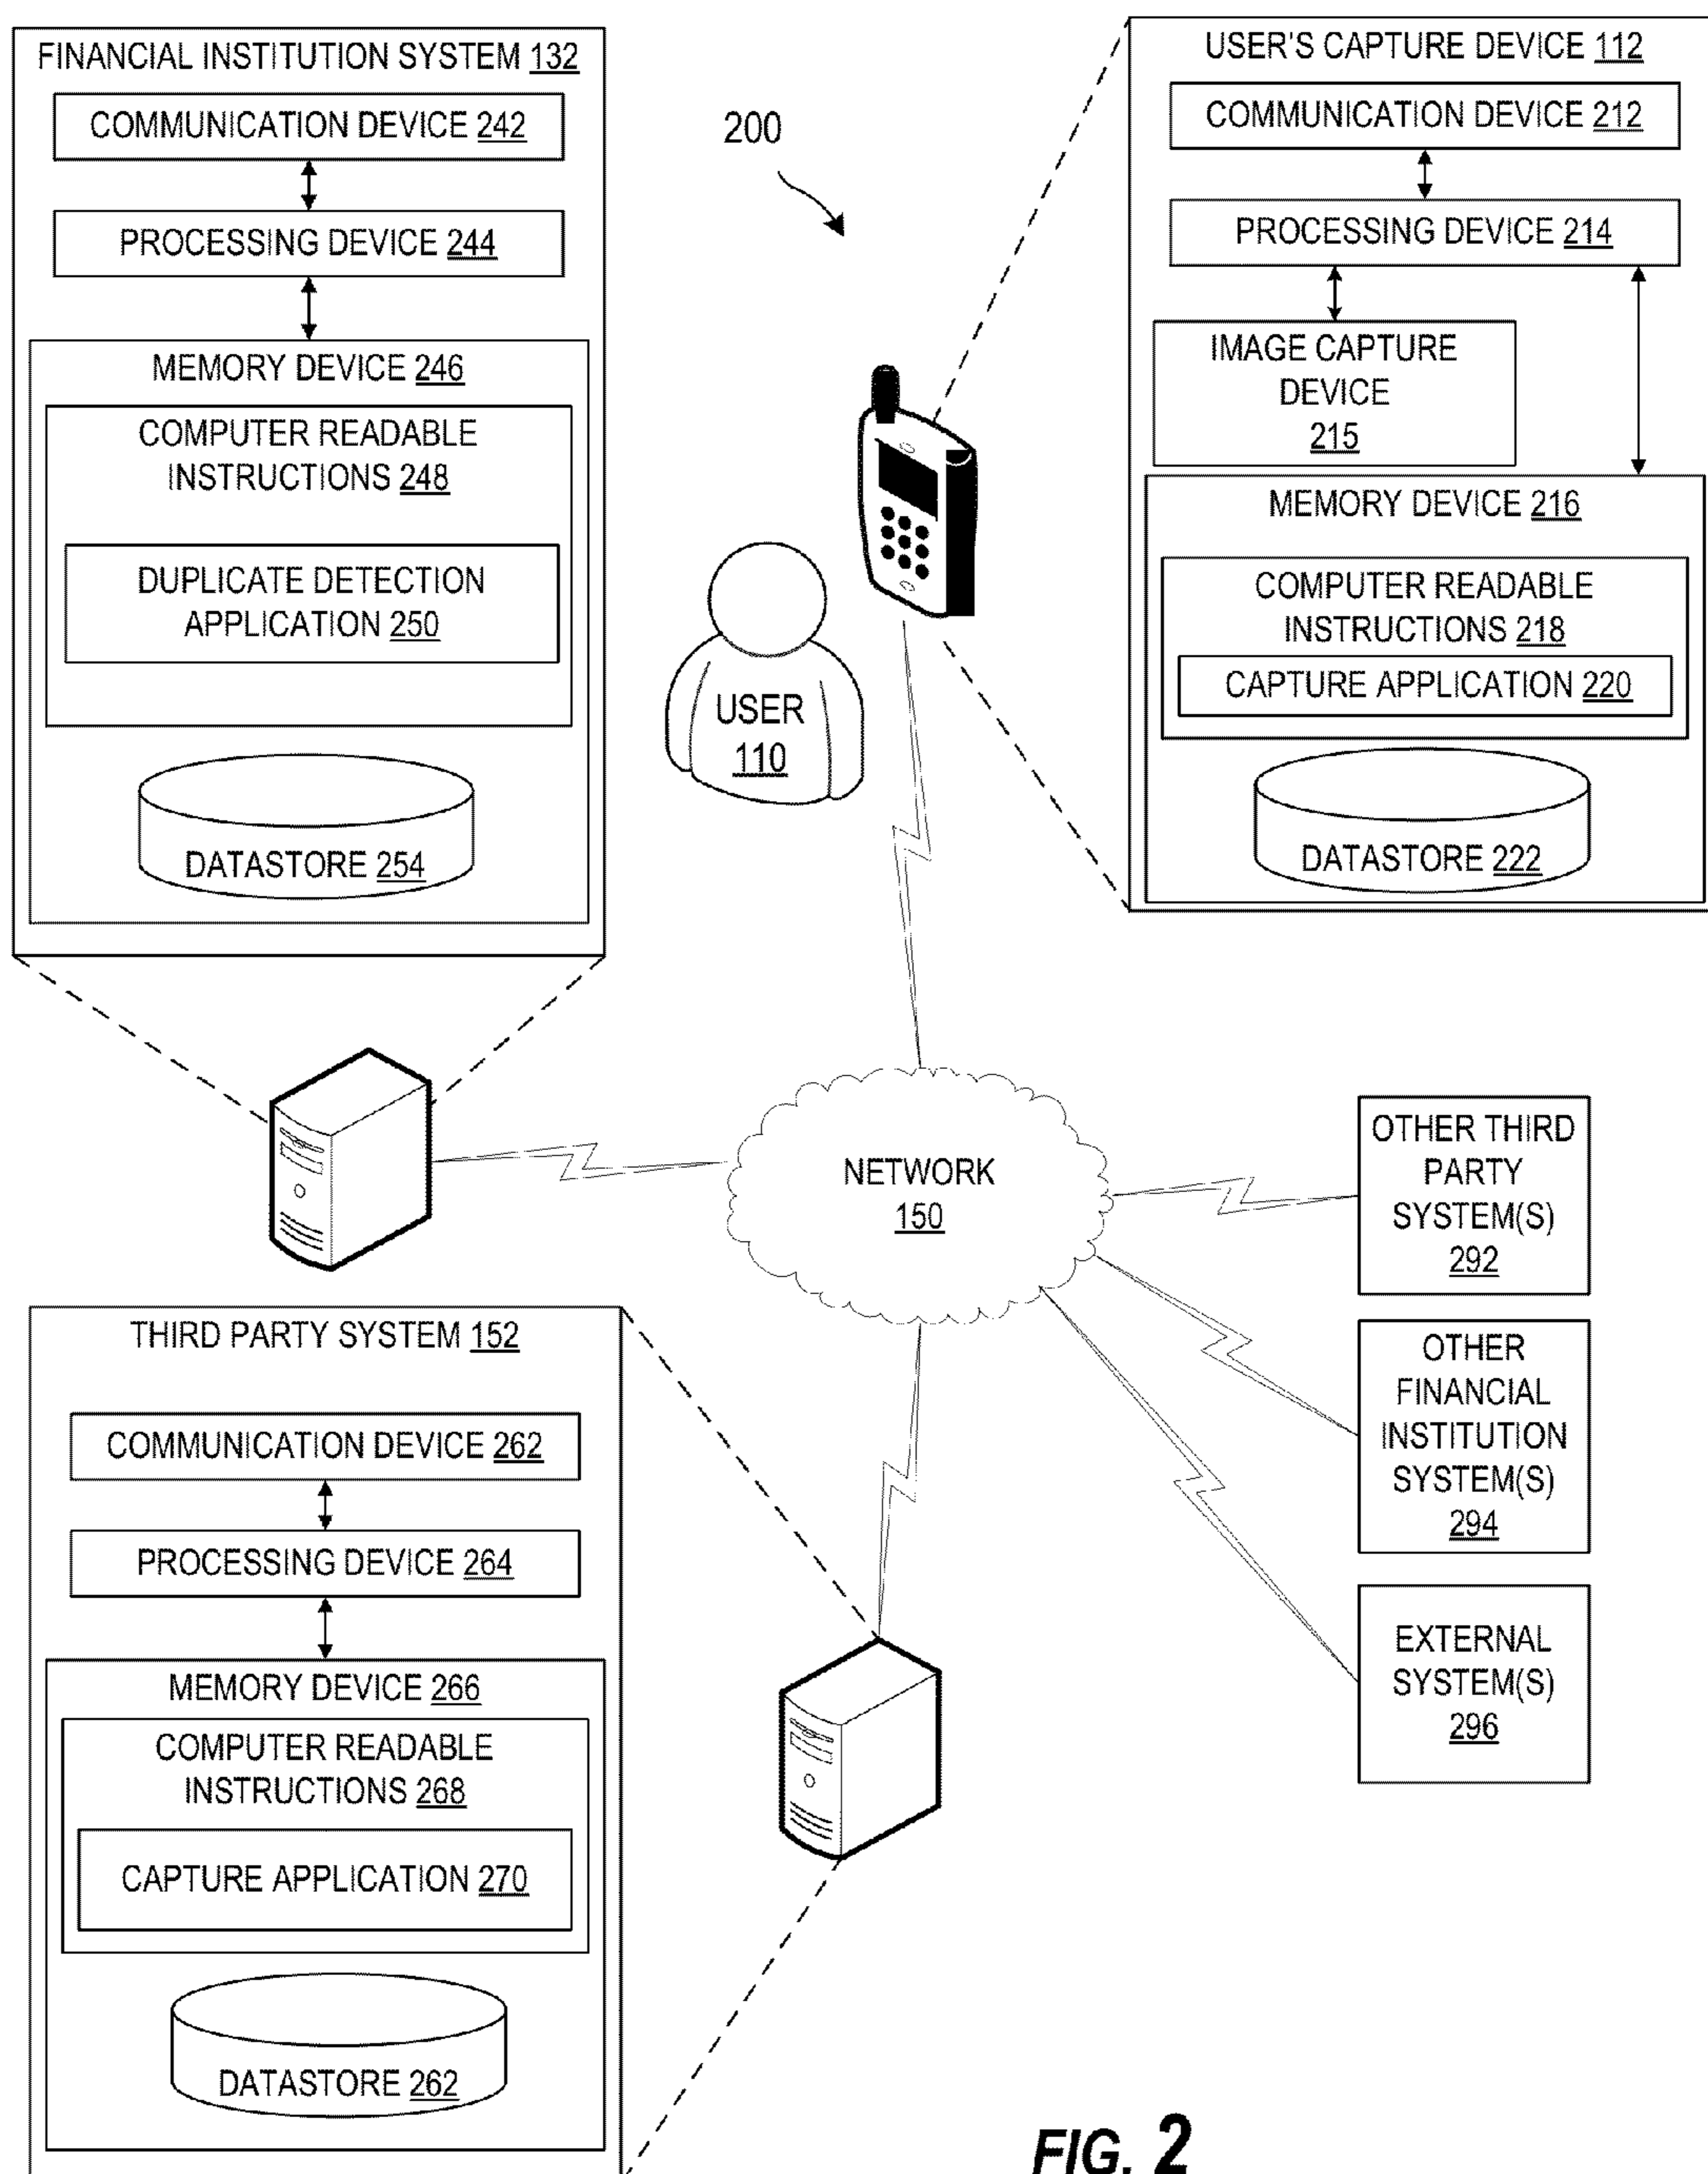 FINANCIAL INSTITUTION SYSTEM 132
COMMUNICATION DEVICE 242
PROCESSING DEVICE 244
MEMORY DEVICE 246
COMPUTER READABLE
INSTRUCTIONS 248
DUPLICATE DETECTION
APPLICATION 250
DATASTORE 254
200
USER
110
USER'S CAPTURE DEVICE 112
COMMUNICATION DEVICE 212
PROCESSING DEVICE 214
IMAGE CAPTURE
DEVICE
215
MEMORY DEVICE 216
COMPUTER READABLE
INSTRUCTIONS 218
CAPTURE APPLICATION 220
DATASTORE 222
NETWORK
150
OTHER THIRD
PARTY
SYSTEM(S)
292
OTHER
FINANCIAL
INSTITUTION
SYSTEM(S)
294
EXTERNAL
SYSTEM(S)
296
THIRD PARTY SYSTEM 152
COMMUNICATION DEVICE 262
PROCESSING DEVICE 264
MEMORY DEVICE 266
COMPUTER READABLE
INSTRUCTIONS 268
CAPTURE APPLICATION 270
DATASTORE 262
FIG. 2